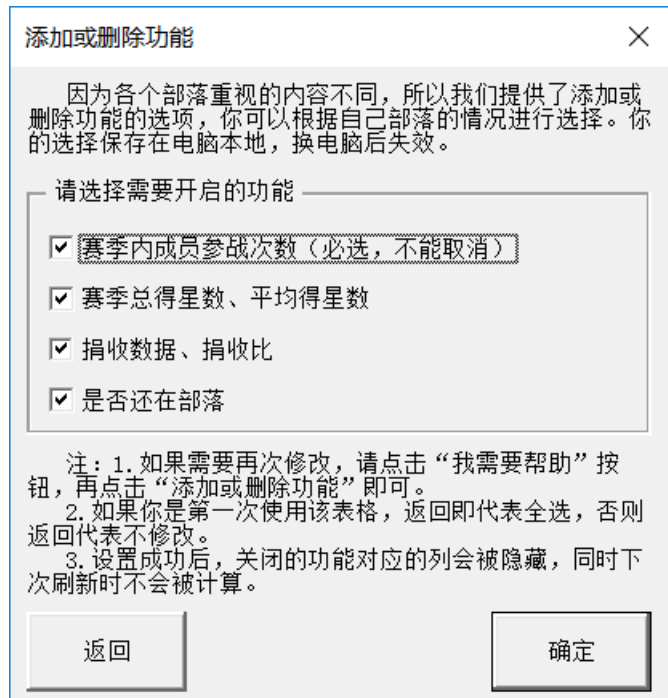 添加或删除功能
因为各个部落重视的内容不同，所以我们提供了添加或
删除功能的选项，你可以根据自己部落的情况进行选择。你
的选择保存在电脑本地，换电脑后失效。
请选择需要开启的功能
赛季内成员参战次数（必选，不能取消）
赛季总得星数、平均得星数
捐收数据、捐收比
是否还在部落
注：1.如果需要再次修改，请点击“我需要帮助”按
钮，再点击“添加或删除功能”即可。
2.如果你是第一次使用该表格，返回即代表全选，否则
返回代表不修改。
3.设置成功后，关闭的功能对应的列会被隐藏，同时下
次刷新时不会被计算。
返回
确定